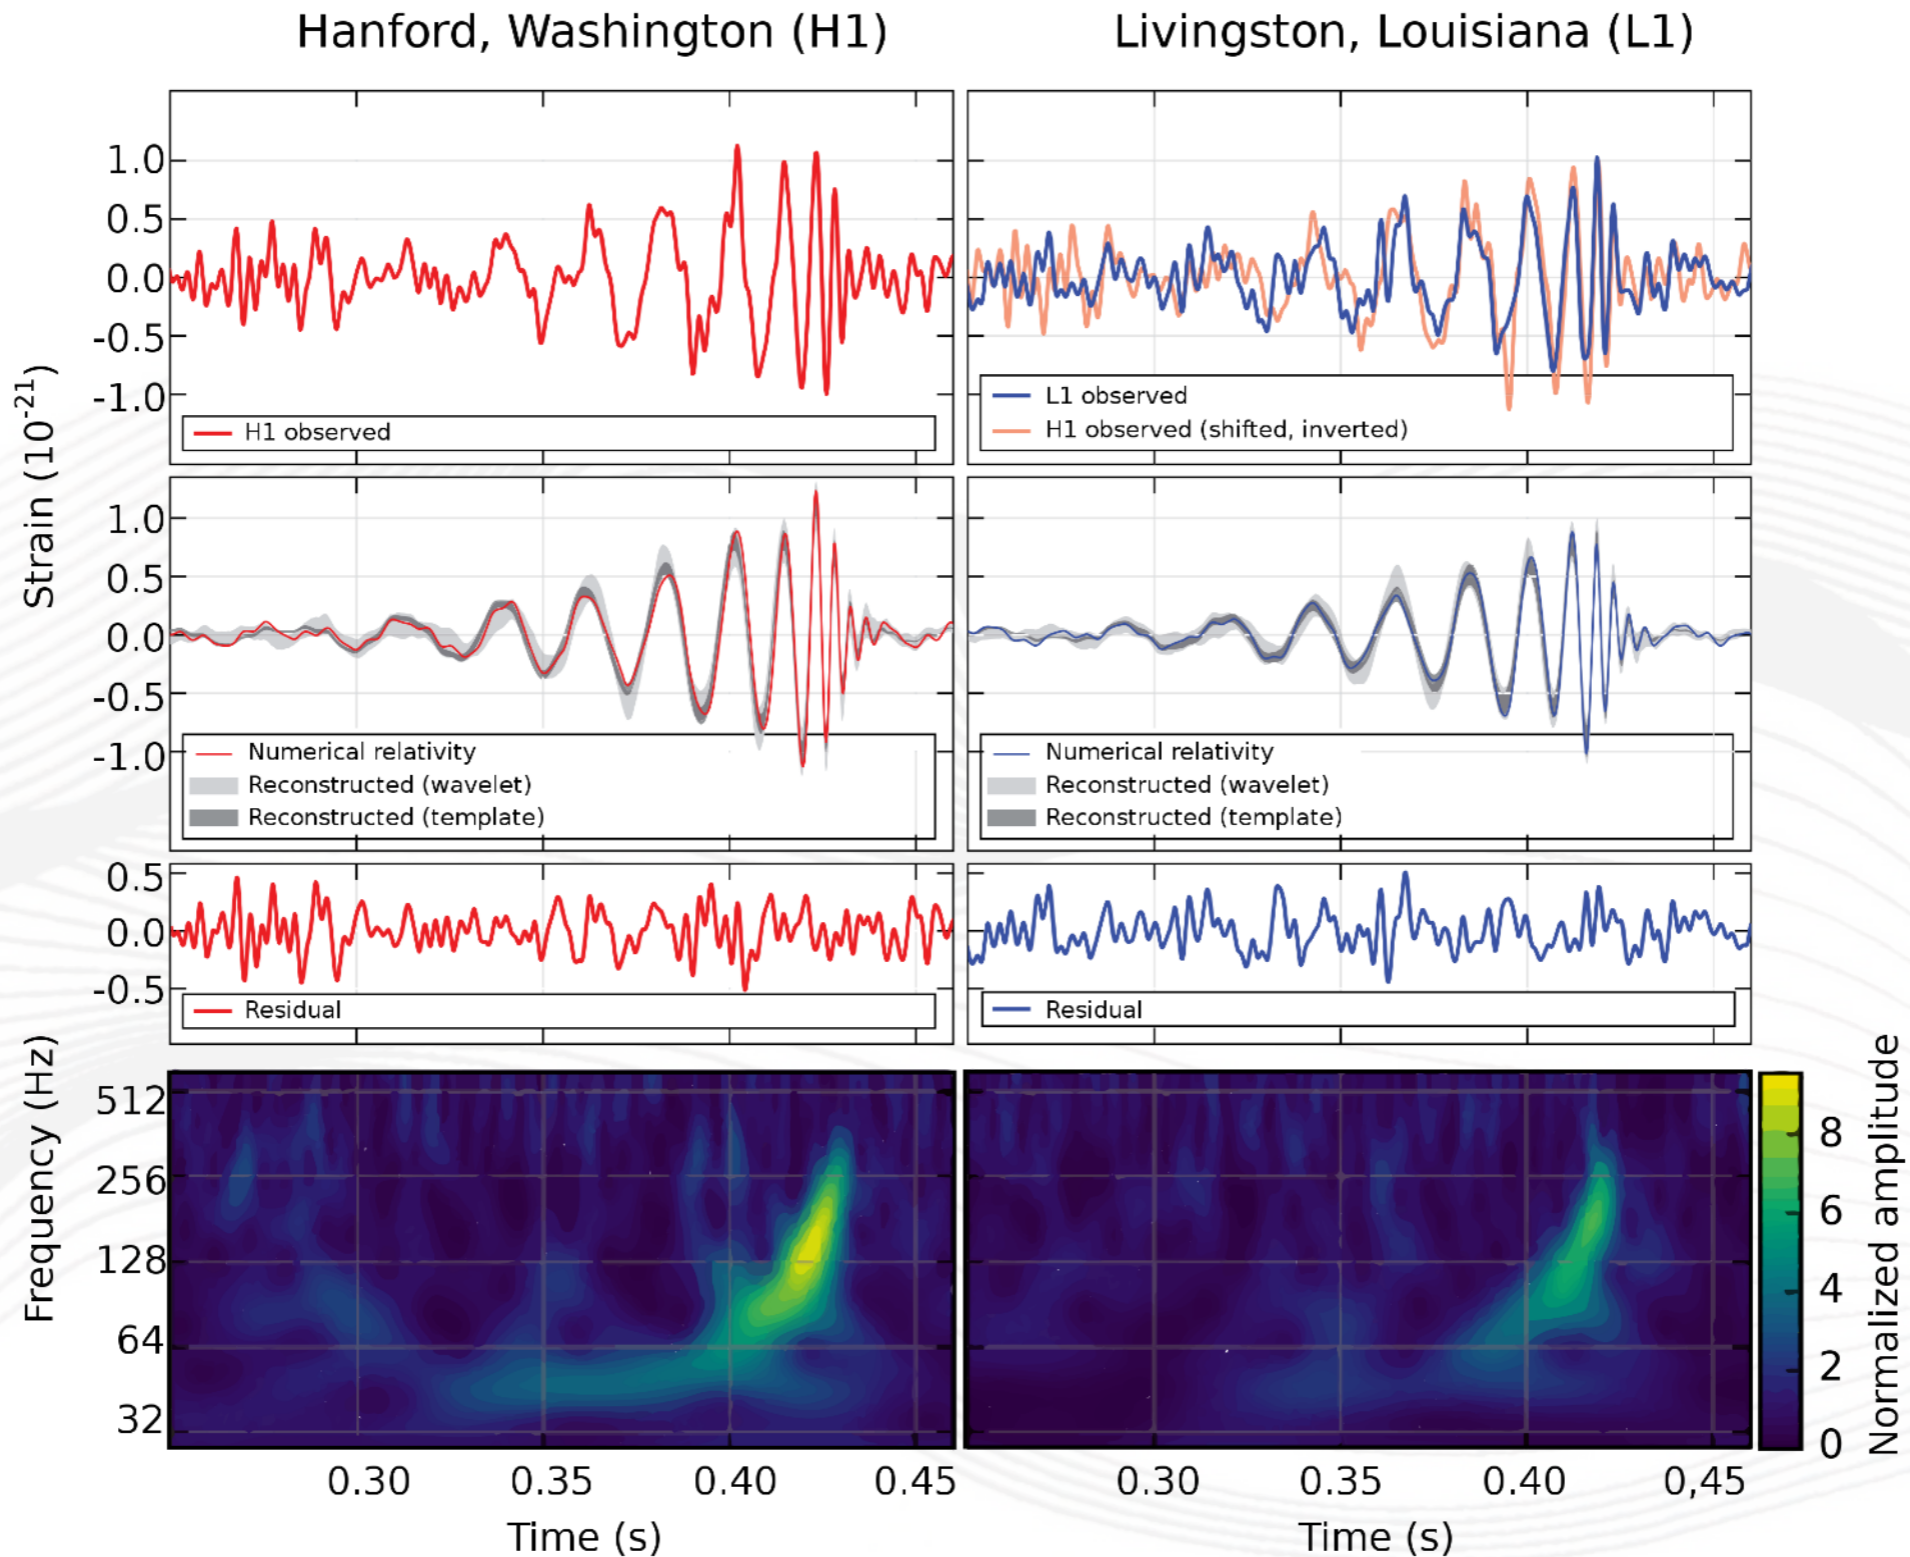 Hanford, Washington (H1)
Livingston, Louisiana (L1)
Strain (10-21)
1.0
0.5
0.0
-0.5
-1.0
H1 observed
L1 observed
H1 observed (shifted, inverted)
1.0
0.5
0.0
-0.5
-1.0
Numerical relativity
Reconstructed (wavelet)
Reconstructed (template)
Numerical relativity
Reconstructed (wavelet)
Reconstructed (template)
0.5
0.0
-0.5
Residual
Residual
Frequency (Hz)
512
256
128
64
32
Normalized amplitude
8
6
4
2
0
0.30 0.35 0.40 0.45
0.30 0.35 0.40 0,45
Time (s)
Time (s)